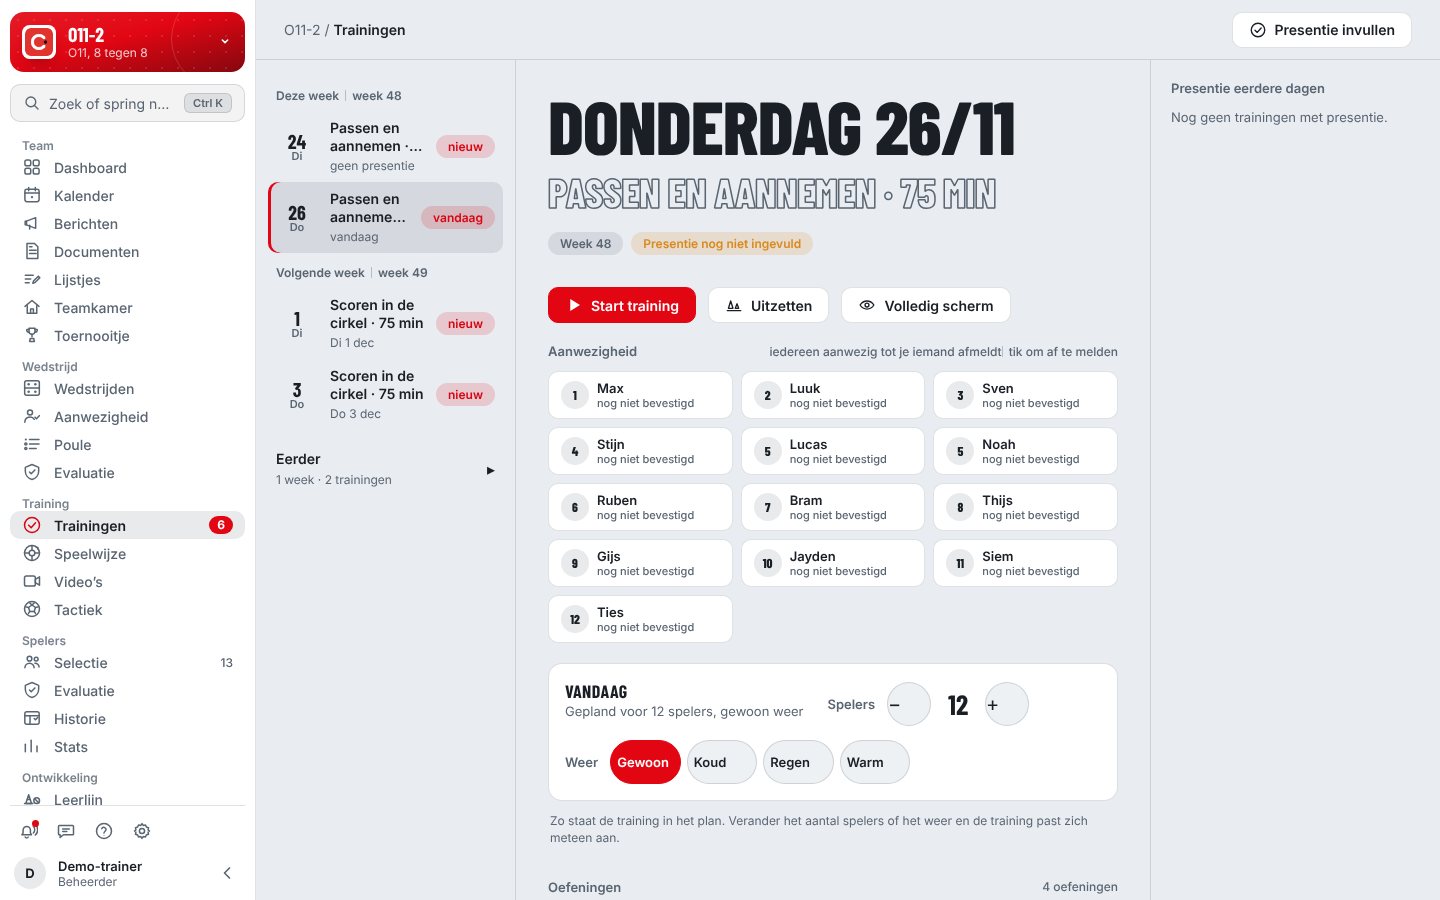 O11-2
O11, 8 tegen 8
Zoek of spring n...
Ctrl K
Team
Dashboard
Kalender
Berichten
Documenten
Lijstjes
Teamkamer
Toernooitje
Wedstrijd
Wedstrijden
Aanwezigheid
Poule
Evaluatie
Training
Trainingen
6
Speelwijze
Video's
Tactiek
Spelers
Selectie
13
Evaluatie
Historie
Stats
Ontwikkeling
Leerlijn
D
Demo-trainer
Beheerder
O11-2 / Trainingen
Presentie invullen
Deze week | week 48
24
Di
Passen en
aannemen ·...
geen presentie
nieuw
26
Do
Passen en
aanneme...
vandaag
vandaag
Volgende week | week 49
1
Di
Scoren in de
cirkel · 75 min
Di 1 dec
nieuw
3
Do
Scoren in de
cirkel · 75 min
Do 3 dec
nieuw
Eerder
1 week · 2 trainingen
DONDERDAG 26/11
PASSEN EN AANNEMEN · 75 MIN
Week 48
Presentie nog niet ingevuld
Start training
Uitzetten
Volledig scherm
Aanwezigheid
iedereen aanwezig tot je iemand afmeldt | tik om af te melden
1
Max
nog niet bevestigd
2
Luuk
nog niet bevestigd
3
Sven
nog niet bevestigd
4
Stijn
nog niet bevestigd
5
Lucas
nog niet bevestigd
5
Noah
nog niet bevestigd
6
Ruben
nog niet bevestigd
7
Bram
nog niet bevestigd
8
Thijs
nog niet bevestigd
9
Gijs
nog niet bevestigd
10
Jayden
nog niet bevestigd
11
Siem
nog niet bevestigd
12
Ties
nog niet bevestigd
VANDAAG
Gepland voor 12 spelers, gewoon weer
Spelers
−
12
+
Weer
Gewoon
Koud
Regen
Warm
Zo staat de training in het plan. Verander het aantal spelers of het weer en de training past zich
meteen aan.
Oefeningen
4 oefeningen
Presentie eerdere dagen
Nog geen trainingen met presentie.